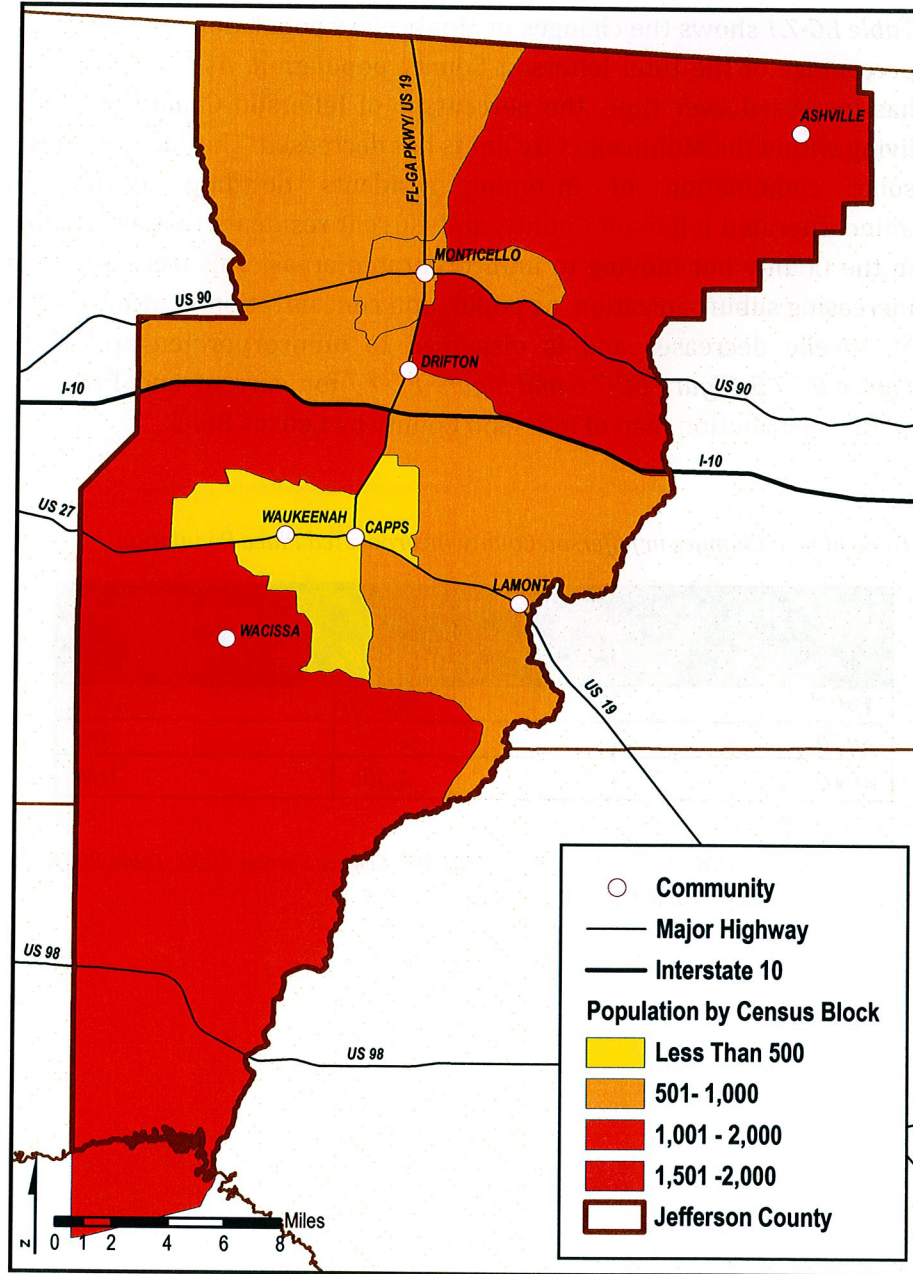 ASHVILLE
FL-GA PKWY/ US 19
MONTICELLO
US 90
DRIFTON
I-10
US 90
I-10
US 27
WAUKEENAH
CAPPS
LAMONT
WACISSA
US 19
US 98
US 98
Community
Major Highway
Interstate 10
Population by Census Block
Less Than 500
501- 1,000
1,001 - 2,000
1,501 -2,000
Jefferson County
Miles
0 1 2 4 6 8
N